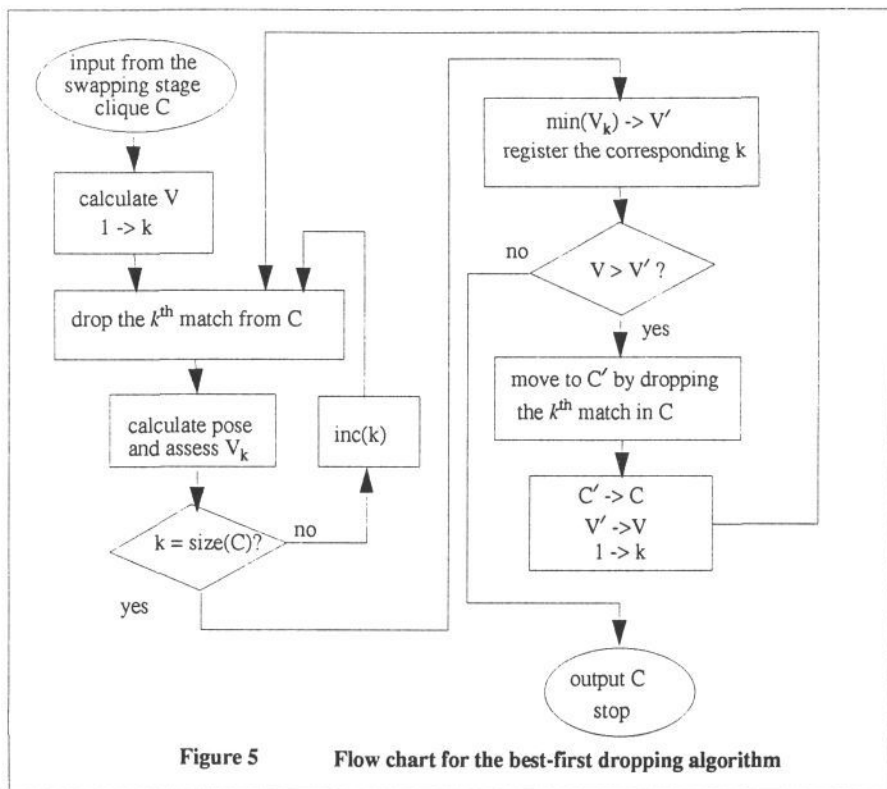 input from the
swapping stage
clique C
calculate V
1 -> k
drop the kth match from C
calculate pose
and assess Vk
inc(k)
k = size(C)?
no
yes
min(Vk) -> V′
register the corresponding k
no
V > V′ ?
yes
move to C′ by dropping
the kth match in C
C′ -> C
V′ ->V
1 -> k
output C
stop
Figure 5 Flow chart for the best-first dropping algorithm